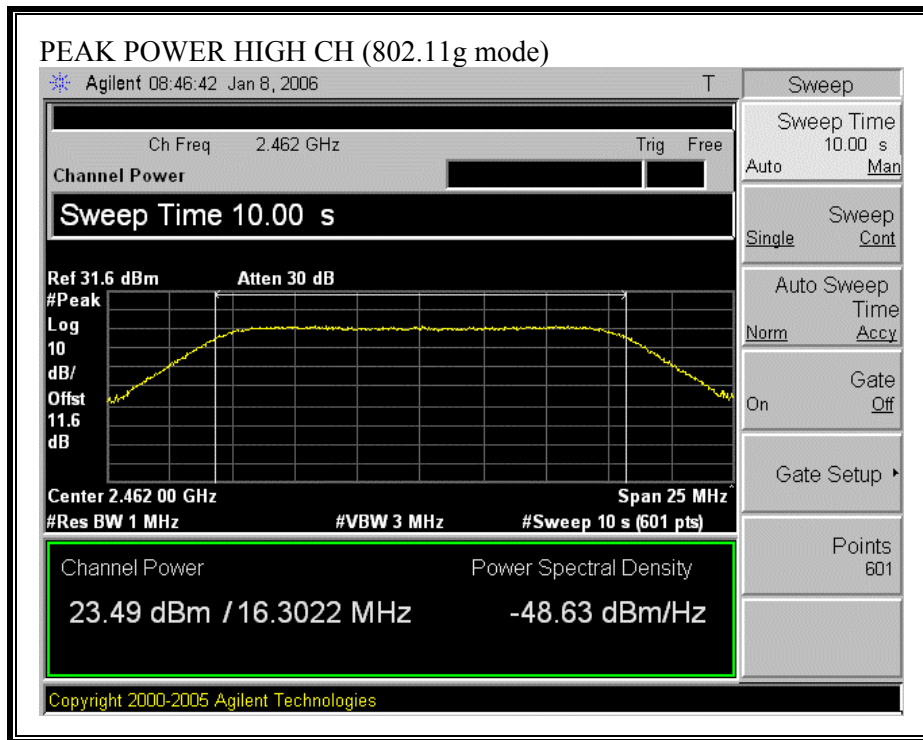 PEAK POWER HIGH CH (802.11g mode)
Agilent 08:46:42 Jan 8, 2006 T
Ch Freq 2.462 GHz Trig Free
Channel Power
Sweep Time 10.00 s
Ref 31.6 dBm Atten 30 dB
#Peak
Log
10
dB/
Offst
11.6
dB
Center 2.462 00 GHz Span 25 MHz
#Res BW 1 MHz #VBW 3 MHz #Sweep 10 s (601 pts)
Channel Power Power Spectral Density
23.49 dBm / 16.3022 MHz -48.63 dBm/Hz
Copyright 2000-2005 Agilent Technologies
Sweep
Sweep Time
10.00 s
Auto Man
Sweep
Single Cont
Auto Sweep
Time
Norm Accy
Gate
On Off
Gate Setup
Points
601